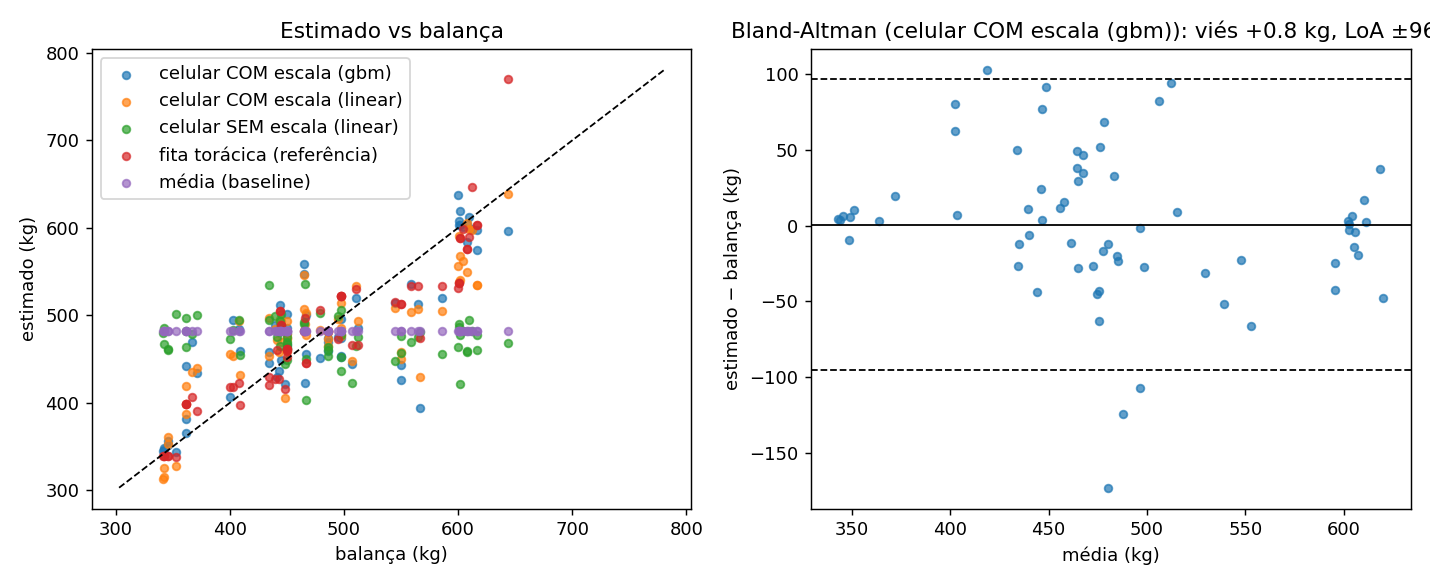 Estimado vs balança
800
700
600
500
400
300
estimado (kg)
celular COM escala (gbm)
celular COM escala (linear)
celular SEM escala (linear)
fita torácica (referência)
média (baseline)
300
400
500
600
700
800
balança (kg)
Bland-Altman (celular COM escala (gbm)): viés +0.8 kg, LoA ±96
100
50
0
−50
−100
−150
estimado − balança (kg)
350
400
450
500
550
600
média (kg)